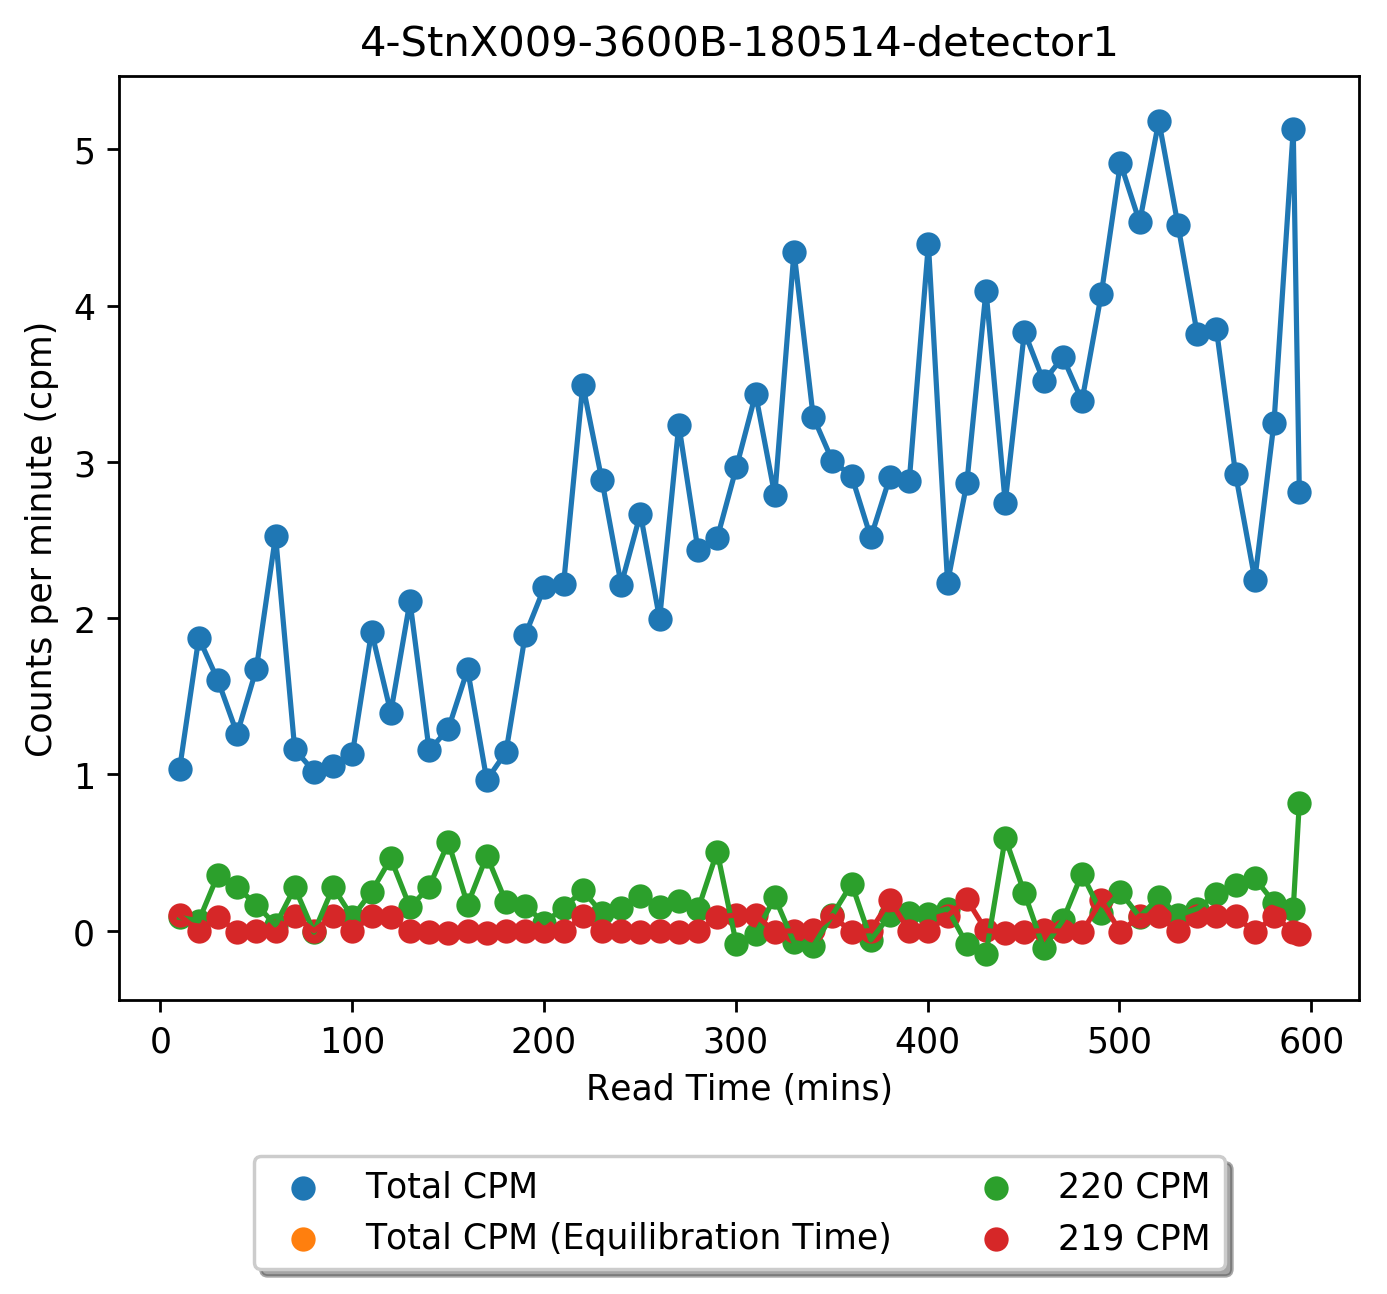 4-StnX009-3600B-180514-detector1
5
4
3
2
1
0
Counts per minute (cpm)
0 100 200 300 400 500 600
Read Time (mins)
Total CPM
Total CPM (Equilibration Time)
220 CPM
219 CPM